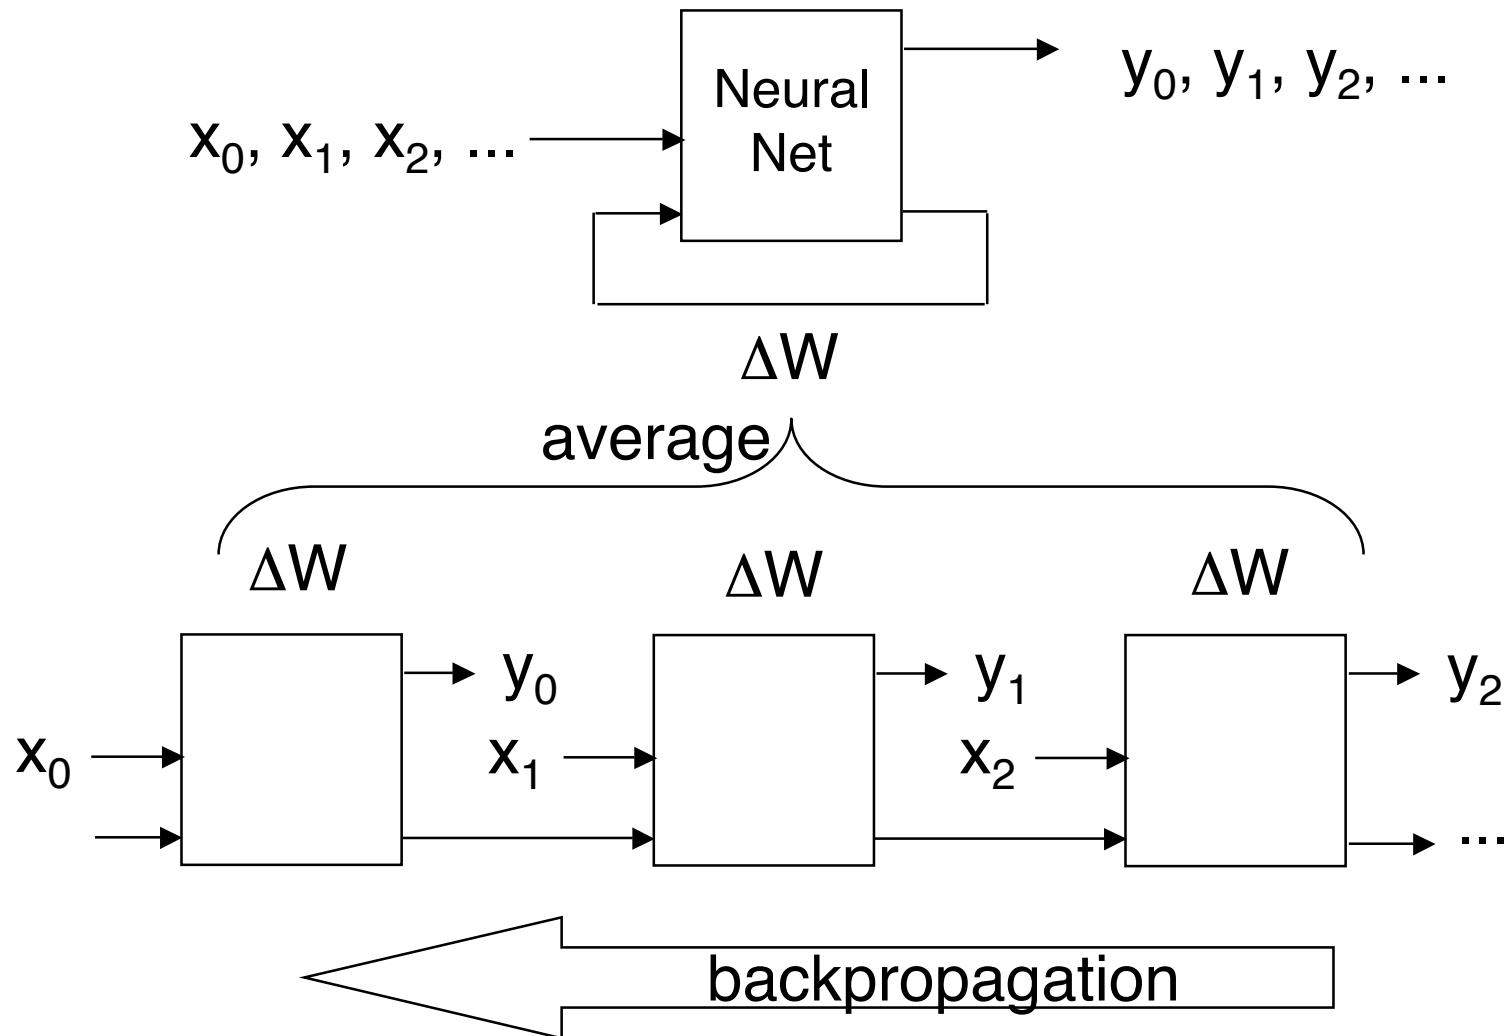 Neural
Net
y₀, y₁, y₂, ...
x₀, x₁, x₂, ...
ΔW
average
ΔW ΔW ΔW
y₀ y₁ y₂
x₀ x₁ x₂
...
backpropagation